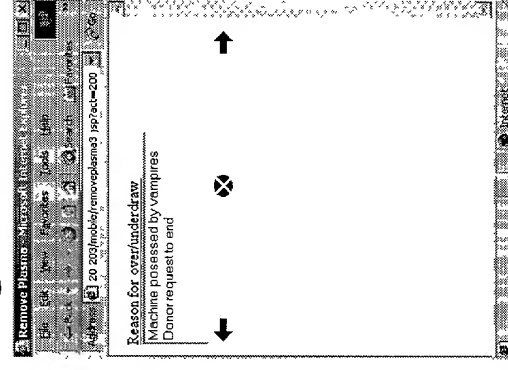 Remove Plasma - Microsoft Internet Explorer
File Edit View Favorites Tools Help
Back Search Favorites
Address 20 203/mobile/removeplasma3 jsp?act=200 Go
Reason for over/underdraw
Machine posessed by vampires
Donor request to end
Internet